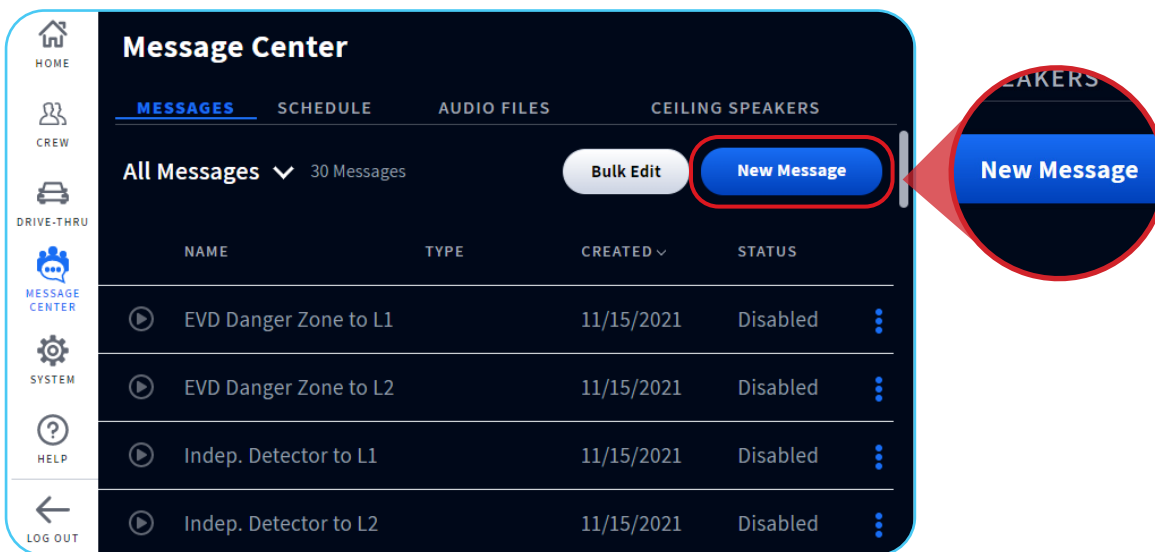 HOME
CREW
DRIVE-THRU
MESSAGE
CENTER
SYSTEM
HELP
LOG OUT
Message Center
MESSAGES SCHEDULE AUDIO FILES CEILING SPEAKERS
All Messages 30 Messages Bulk Edit New Message
NAME TYPE CREATED STATUS
EVD Danger Zone to L1 11/15/2021 Disabled
EVD Danger Zone to L2 11/15/2021 Disabled
Indep. Detector to L1 11/15/2021 Disabled
Indep. Detector to L2 11/15/2021 Disabled
EAKERS
New Message